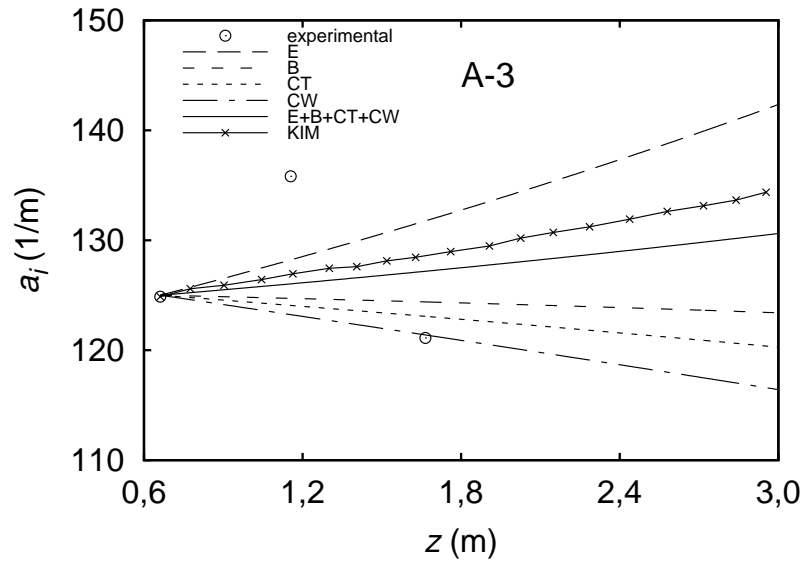 150
140
130
120
110
0,6
1,2
1,8
2,4
3,0
a_i (1/m)
z (m)
A-3
experimental
E
B
CT
CW
E+B+CT+CW
KIM